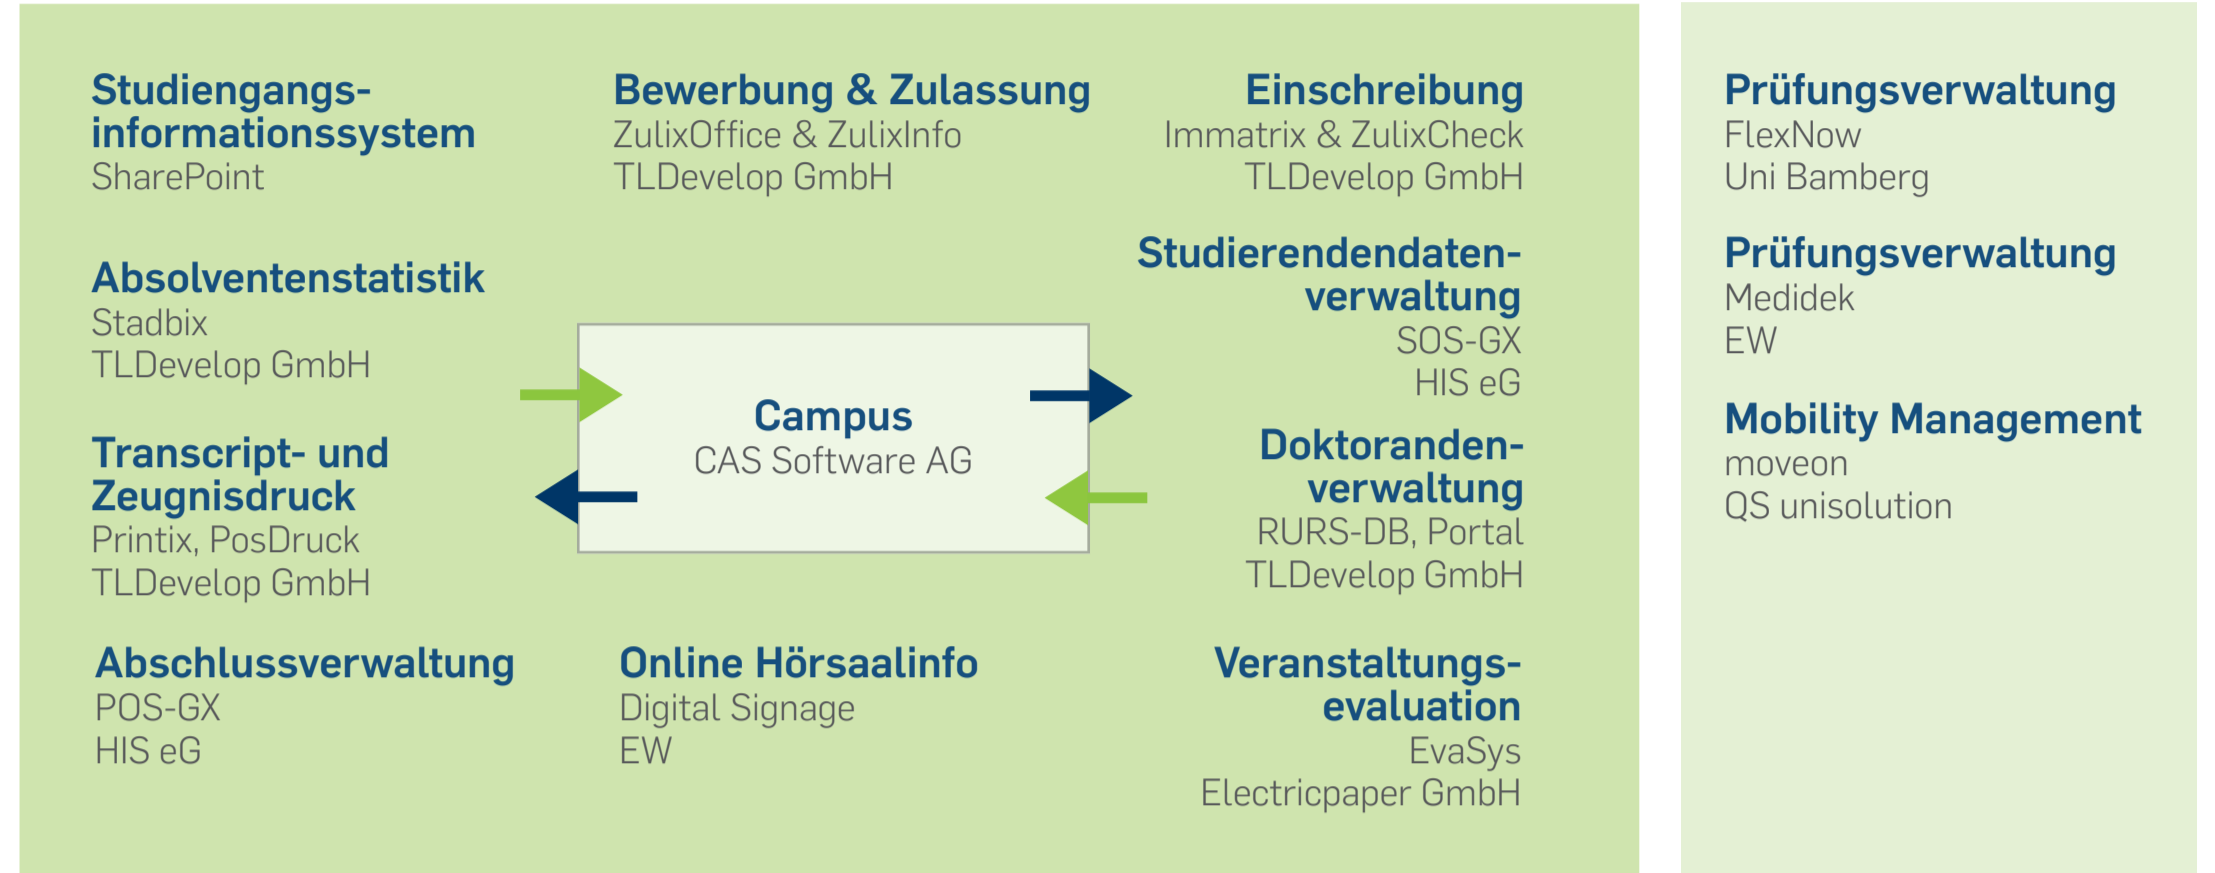 Studiengangs-
informationssystem
SharePoint
Bewerbung & Zulassung
ZulixOffice & ZulixInfo
TLDevelop GmbH
Einschreibung
Immatrix & ZulixCheck
TLDevelop GmbH
Absolventenstatistik
Stadbix
TLDevelop GmbH
Studierendendaten-
verwaltung
SOS-GX
HIS eG
Campus
CAS Software AG
Transcript- und
Zeugnisdruck
Printix, PosDruck
TLDevelop GmbH
Doktoranden-
verwaltung
RURS-DB, Portal
TLDevelop GmbH
Abschlussverwaltung
POS-GX
HIS eG
Online Hörsaalinfo
Digital Signage
EW
Veranstaltungs-
evaluation
EvaSys
Electricpaper GmbH
Prüfungsverwaltung
FlexNow
Uni Bamberg
Prüfungsverwaltung
Medidek
EW
Mobility Management
moveon
QS unisolution